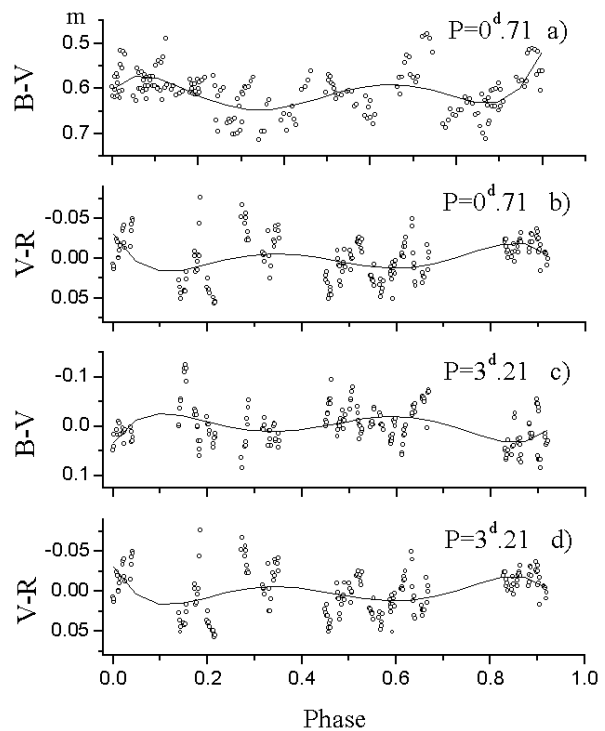 m
P=0ᵈ.71 a)
0.5
0.6
0.7
B-V
P=0ᵈ.71 b)
-0.05
0.00
0.05
V-R
P=3ᵈ.21 c)
-0.1
0.0
0.1
B-V
P=3ᵈ.21 d)
-0.05
0.00
0.05
V-R
0.0 0.2 0.4 0.6 0.8 1.0
Phase